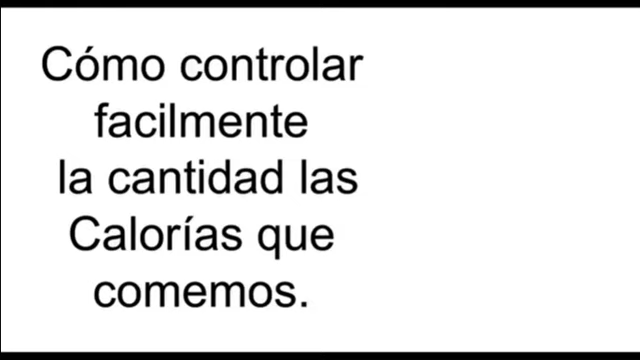 Cómo controlar
facilmente
la cantidad las
Calorías que
comemos.